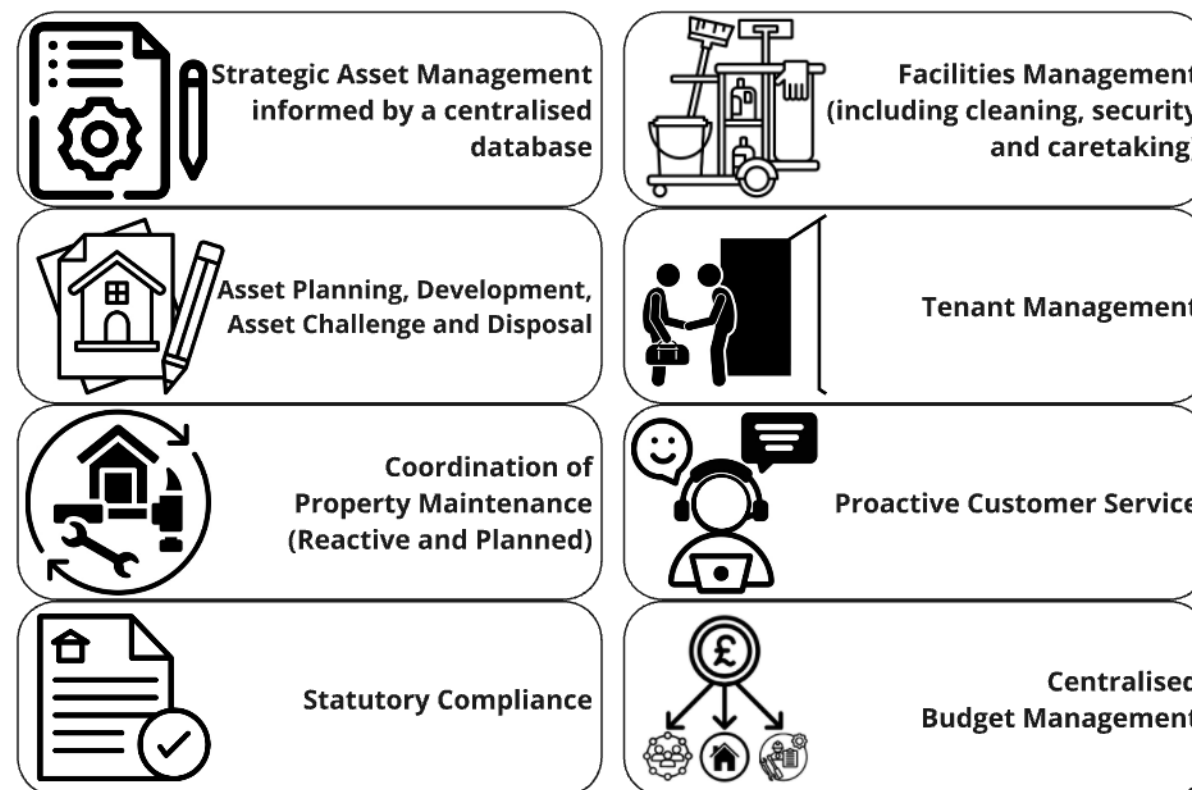 Strategic Asset Management
informed by a centralised
database
Facilities Management
(including cleaning, security
and caretaking)
Asset Planning, Development,
Asset Challenge and Disposal
Tenant Management
Coordination of
Property Maintenance
(Reactive and Planned)
Proactive Customer Service
Statutory Compliance
£
Centralised
Budget Management